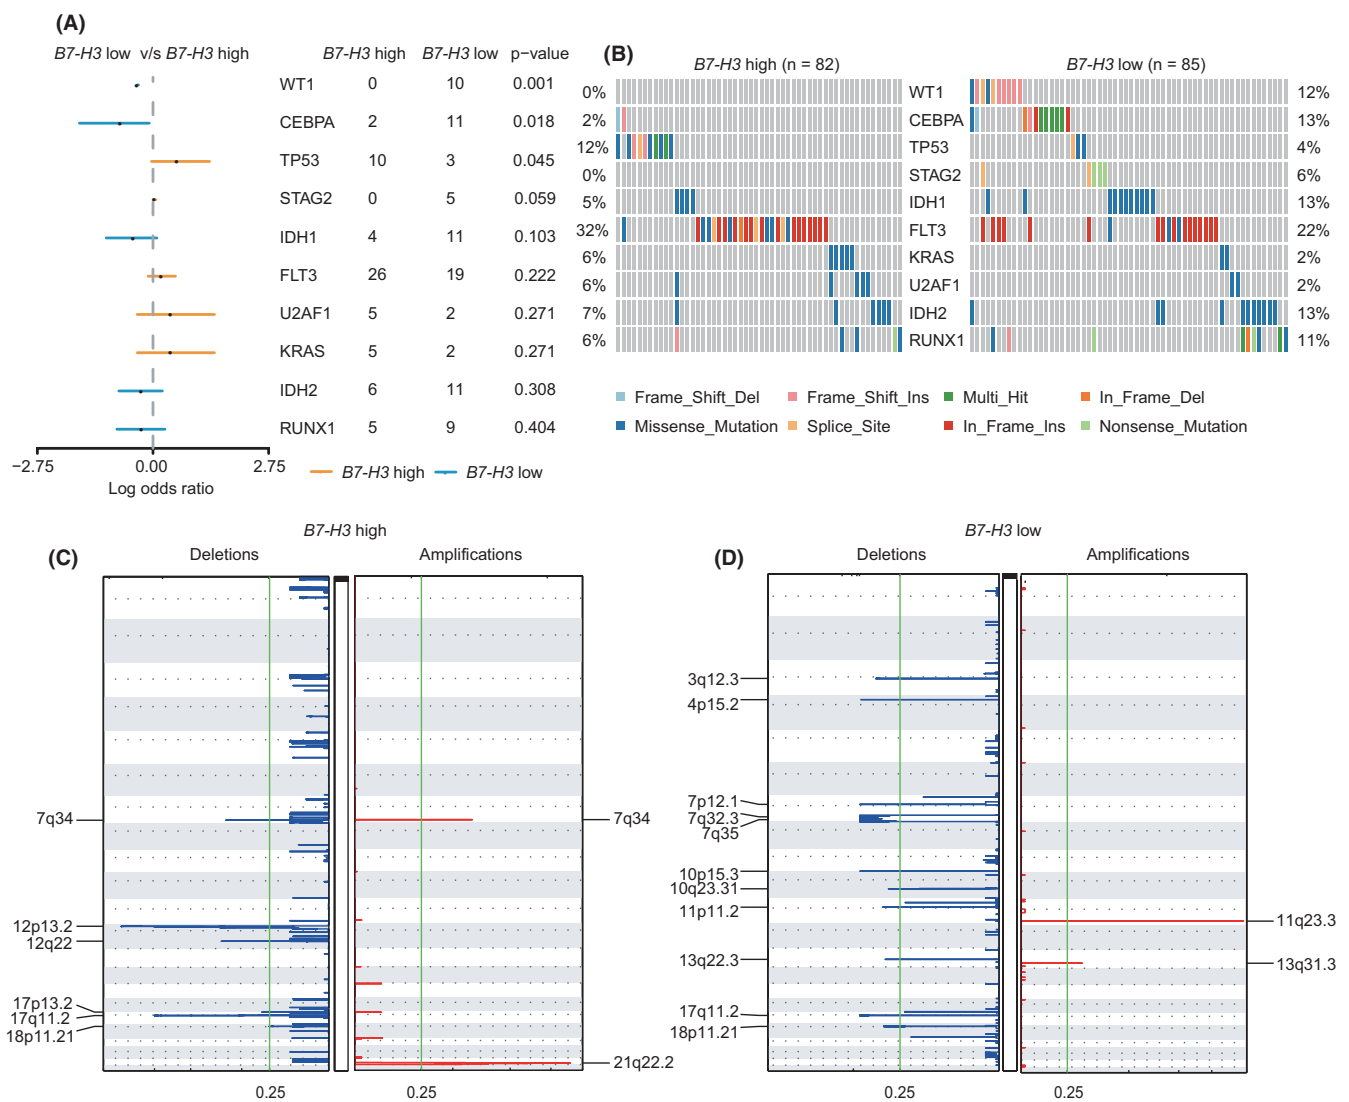 (A)
B7-H3 low v/s B7-H3 high
B7-H3 high B7-H3 low p−value
WT1 0 10 0.001
CEBPA 2 11 0.018
TP53 10 3 0.045
STAG2 0 5 0.059
IDH1 4 11 0.103
FLT3 26 19 0.222
U2AF1 5 2 0.271
KRAS 5 2 0.271
IDH2 6 11 0.308
RUNX1 5 9 0.404
−2.75 0.00 2.75
Log odds ratio
B7-H3 high B7-H3 low
(B)
B7-H3 high (n = 82) B7-H3 low (n = 85)
0% WT1 12%
2% CEBPA 13%
12% TP53 4%
0% STAG2 6%
5% IDH1 13%
32% FLT3 22%
6% KRAS 2%
6% U2AF1 2%
7% IDH2 13%
6% RUNX1 11%
Frame_Shift_Del Frame_Shift_Ins Multi_Hit In_Frame_Del
Missense_Mutation Splice_Site In_Frame_Ins Nonsense_Mutation
(C)
B7-H3 high
Deletions Amplifications
7q34 7q34
12p13.2
12q22
17p13.2
17q11.2
18p11.21
21q22.2
0.25 0.25
(D)
B7-H3 low
Deletions Amplifications
3q12.3
4p15.2
7p12.1
7q32.3
7q35
10p15.3
10q23.31
11p11.2
11q23.3
13q22.3
13q31.3
17q11.2
18p11.21
0.25 0.25